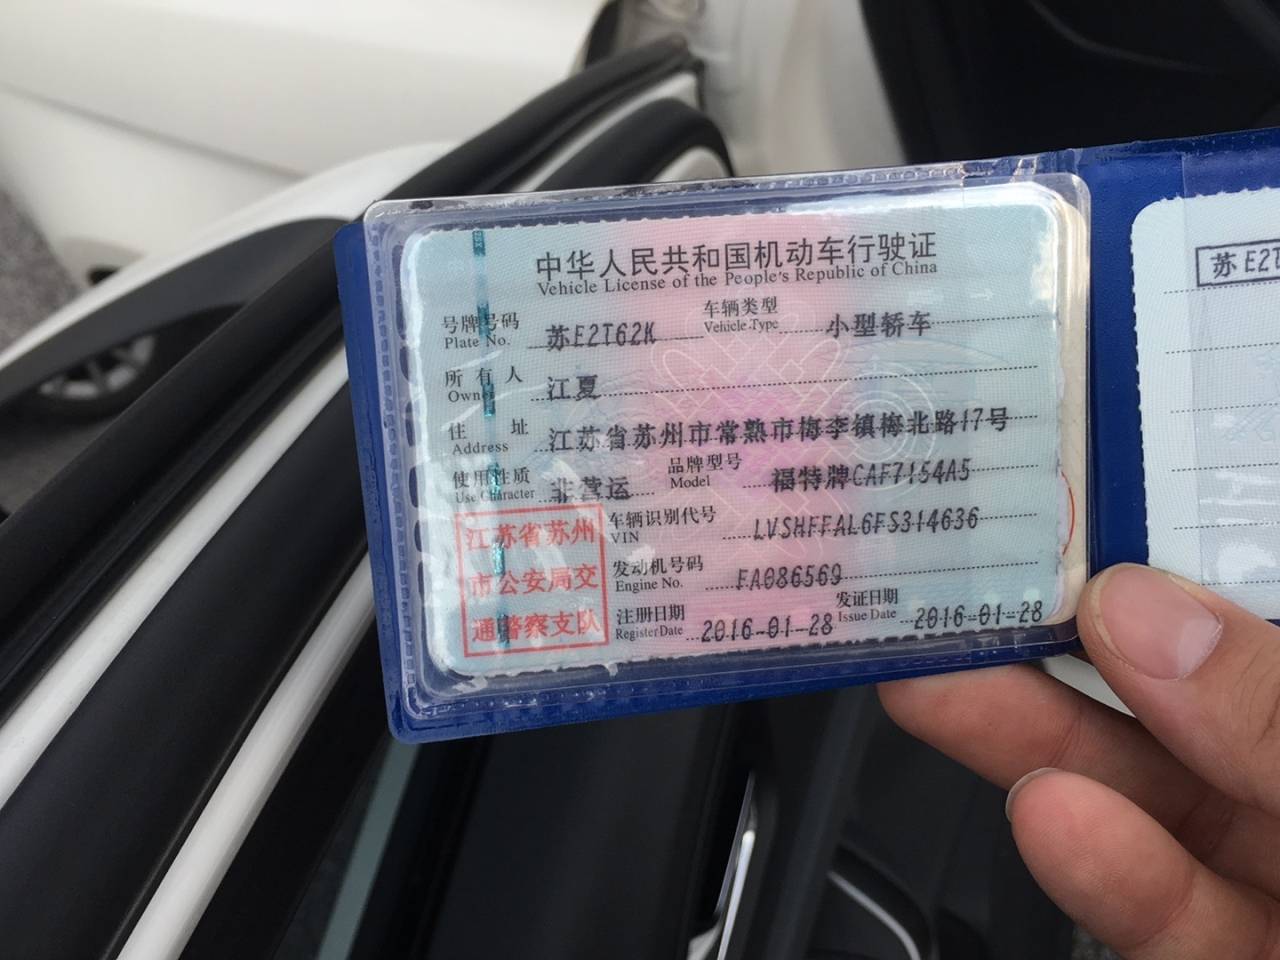 中华人民共和国机动车行驶证
Vehicle License of the People's Republic of China
号牌号码 苏E2T62K 车辆类型 小型轿车
Plate No. Vehicle Type
所有人 江夏
Owner
住址 江苏省苏州市常熟市梅李镇梅北路17号
Address
使用性质 非营运 品牌型号 福特牌CAF7154A5
Use Character Model
江苏省苏州
市公安局交
通警察支队
车辆识别代号 LVSHFFAL6FS314636
VIN
发动机号码 FA086569
Engine No.
注册日期 2016-01-28 发证日期 2016-01-28
Register Date Issue Date
苏E2T